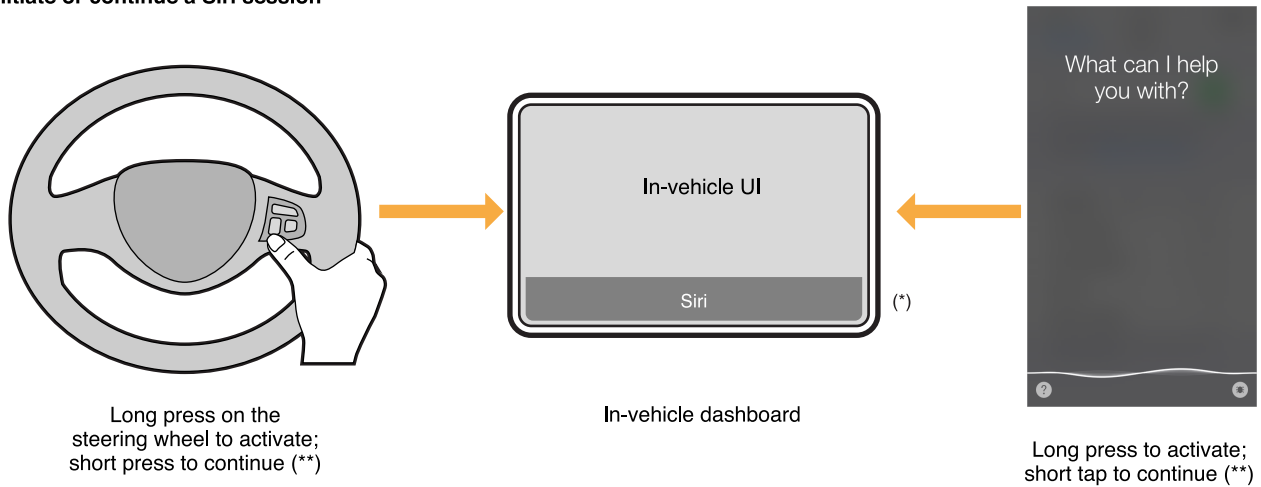 What can I help
you with?
In-vehicle UI
Siri
(*)
?
Long press on the
steering wheel to activate;
short press to continue (**)
In-vehicle dashboard
Long press to activate;
short tap to continue (**)